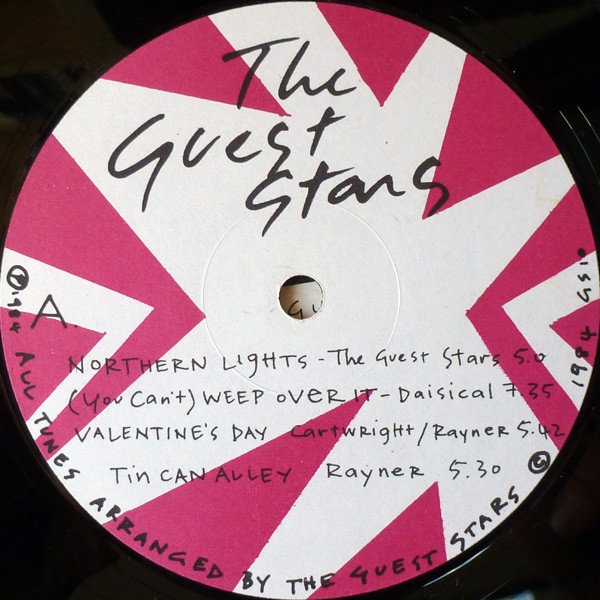 The
Guest
Stars
A.
NORTHERN LIGHTS - The Guest Stars 5.0
(You Can't) WEEP OVER IT - Daisical 7.35
VALENTINE'S DAY Cartwright/Rayner 5.42
Tin CAN ALLEY Rayner 5.30
℗ 1984 ALL TUNES ARRANGED BY THE GUEST STARS © 1984 GS10